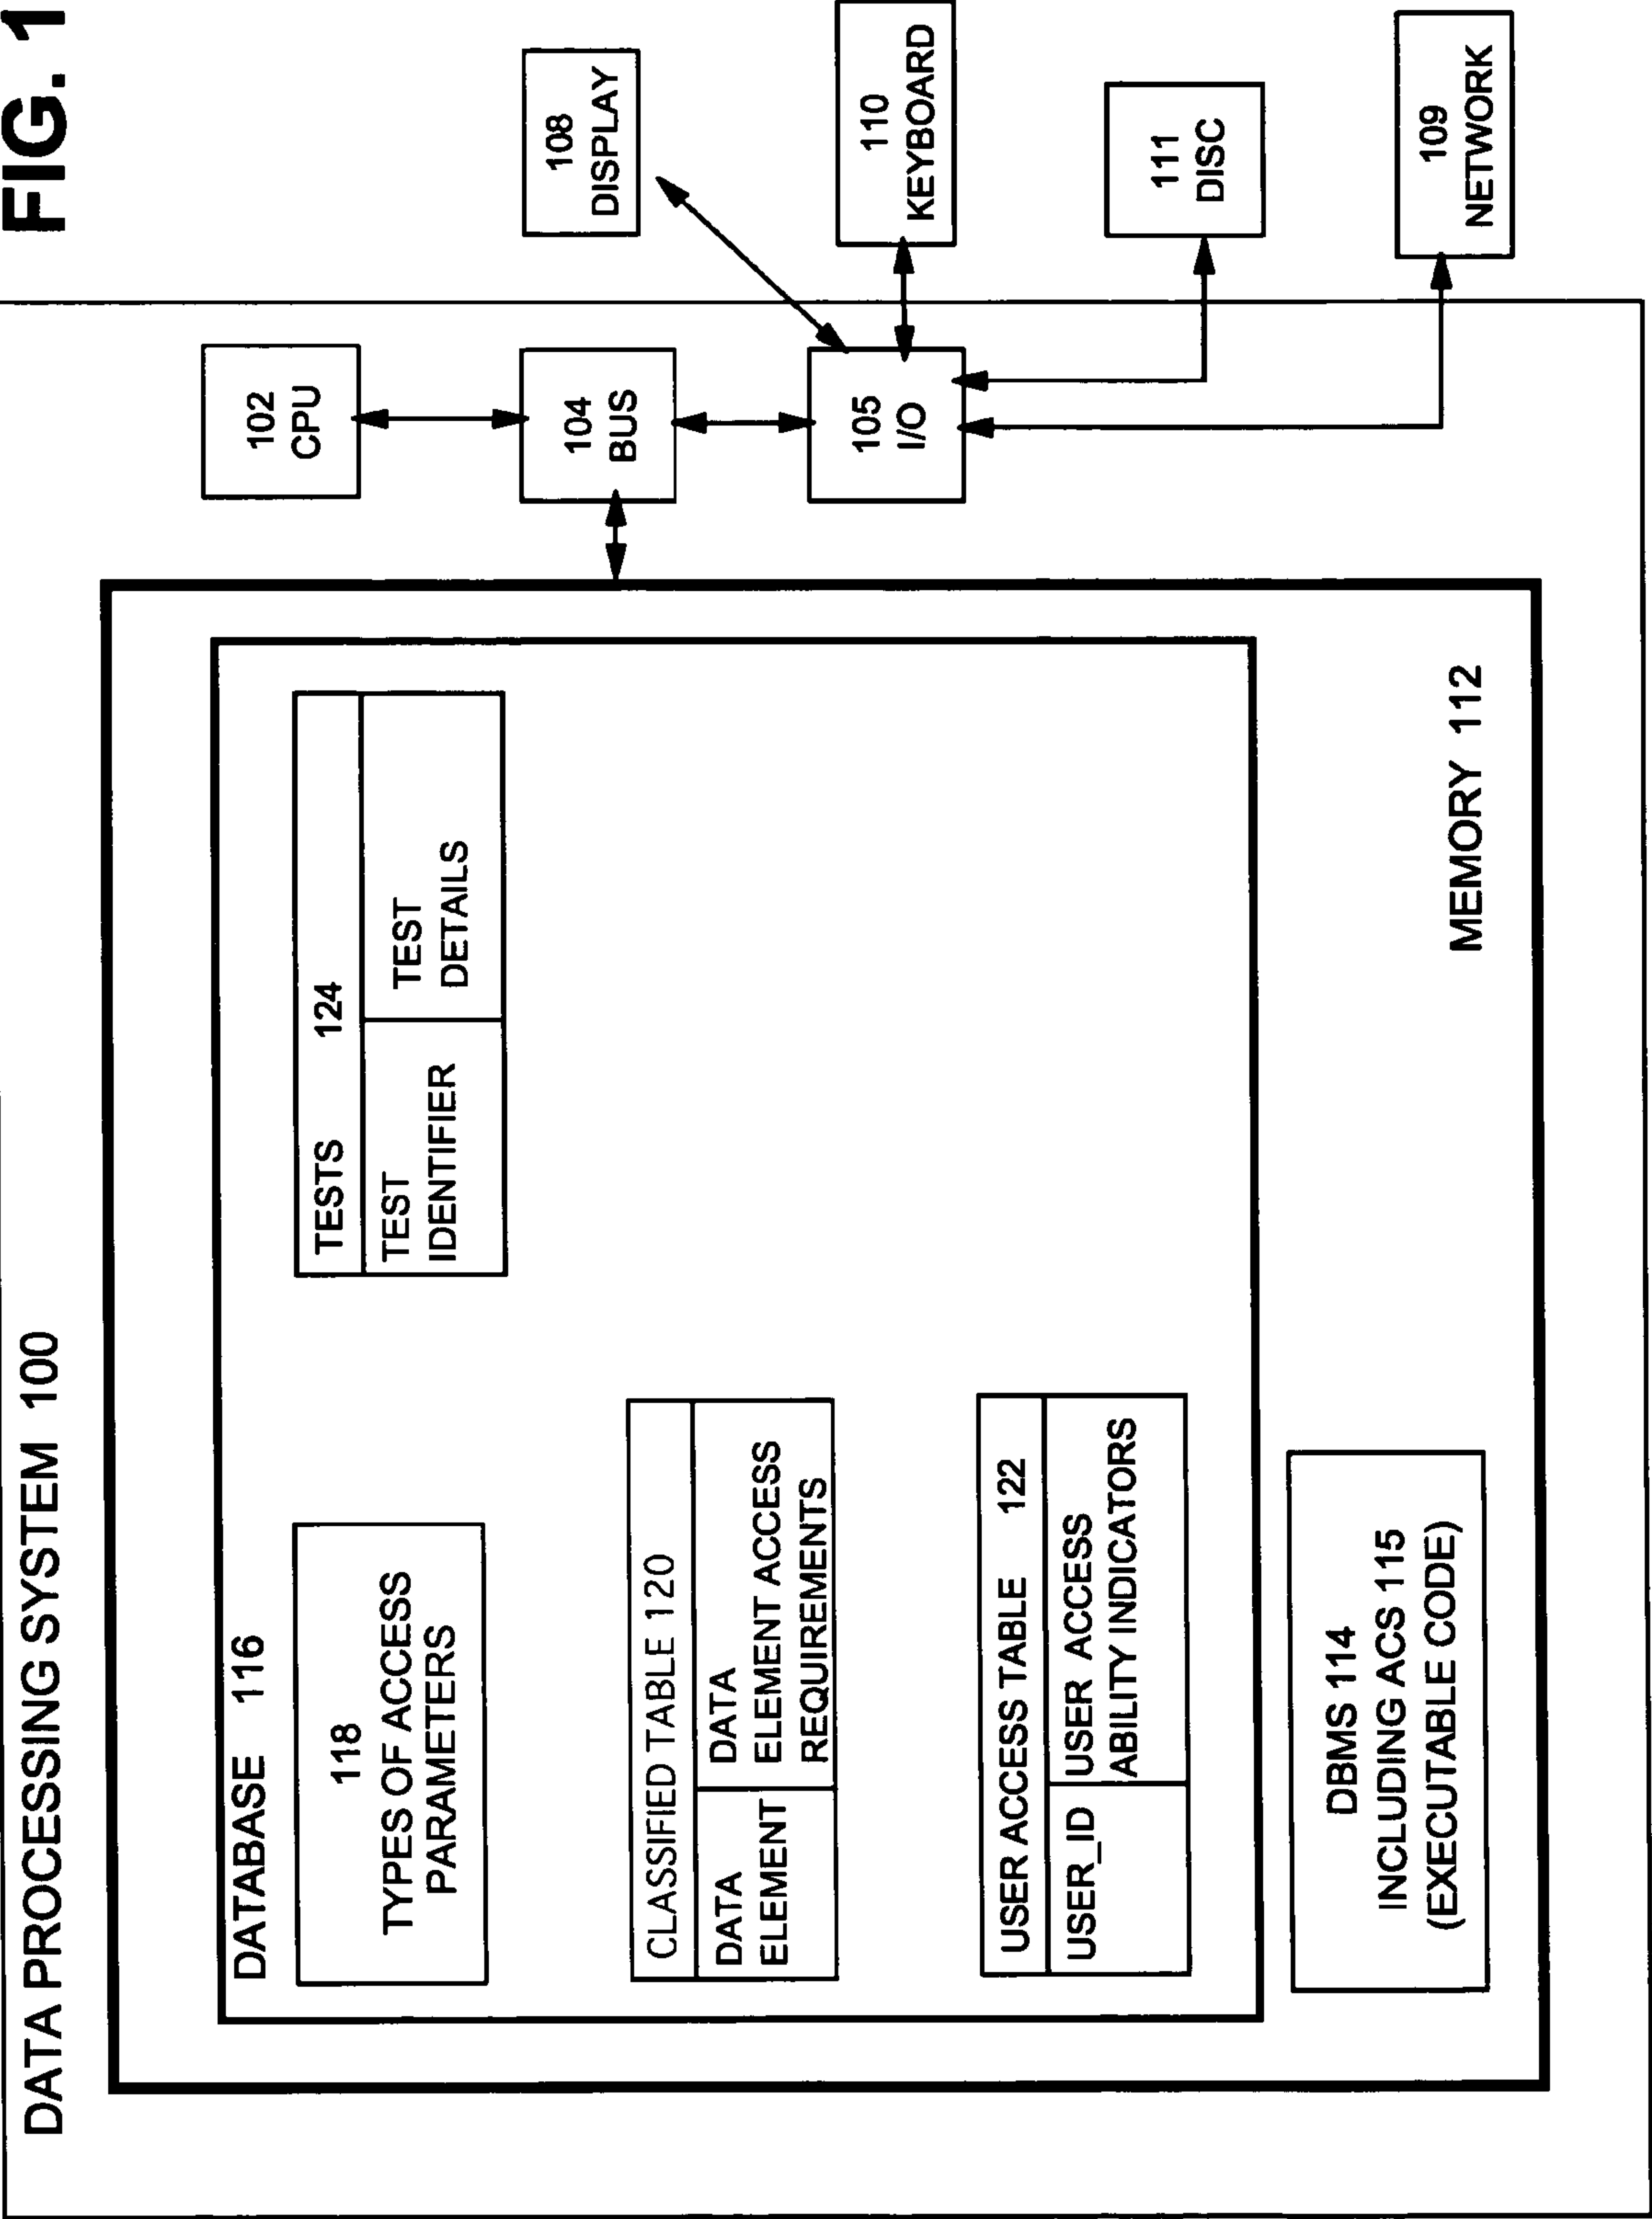 FIG. 1
DATA PROCESSING SYSTEM 100
DATABASE 116
118
TYPES OF ACCESS
PARAMETERS
TESTS 124
TEST
IDENTIFIER
TEST
DETAILS
CLASSIFIED TABLE 120
DATA
ELEMENT
DATA
ELEMENT ACCESS
REQUIREMENTS
USER ACCESS TABLE 122
USER_ID
USER ACCESS
ABILITY INDICATORS
DBMS 114
INCLUDING ACS 115
(EXECUTABLE CODE)
MEMORY 112
102
CPU
104
BUS
105
I/O
108
DISPLAY
110
KEYBOARD
111
DISC
109
NETWORK